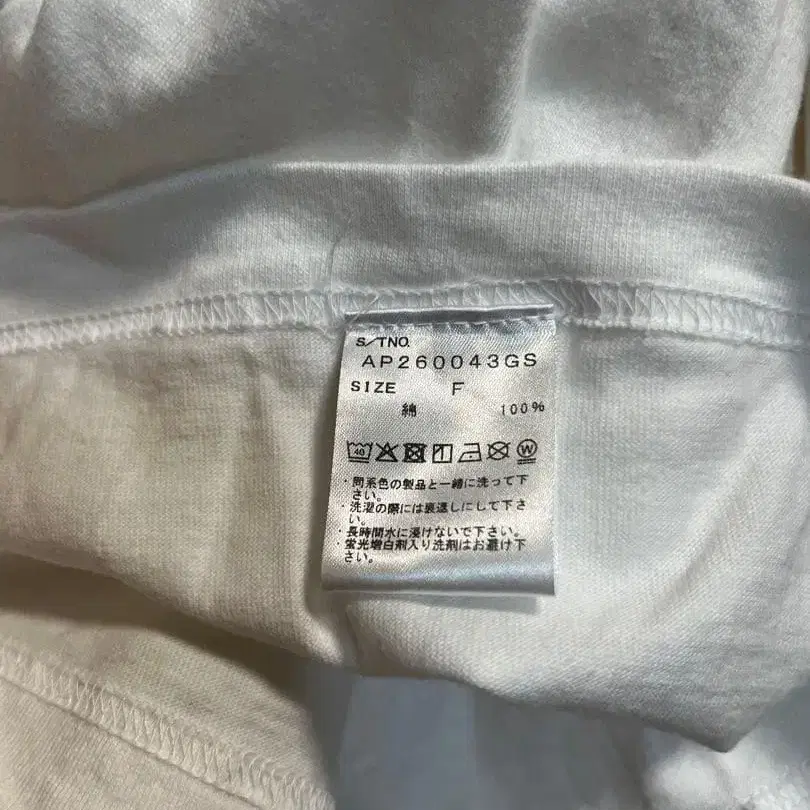 S/TNO.
AP260043GS
SIZE F
綿 100%
40 W
・同系色の製品と一緒に洗って下
さい。
・洗濯の際には裏返しにして下さ
い。
・長時間水に浸けないで下さい。
・蛍光増白剤入り洗剤はお避け下
さい。